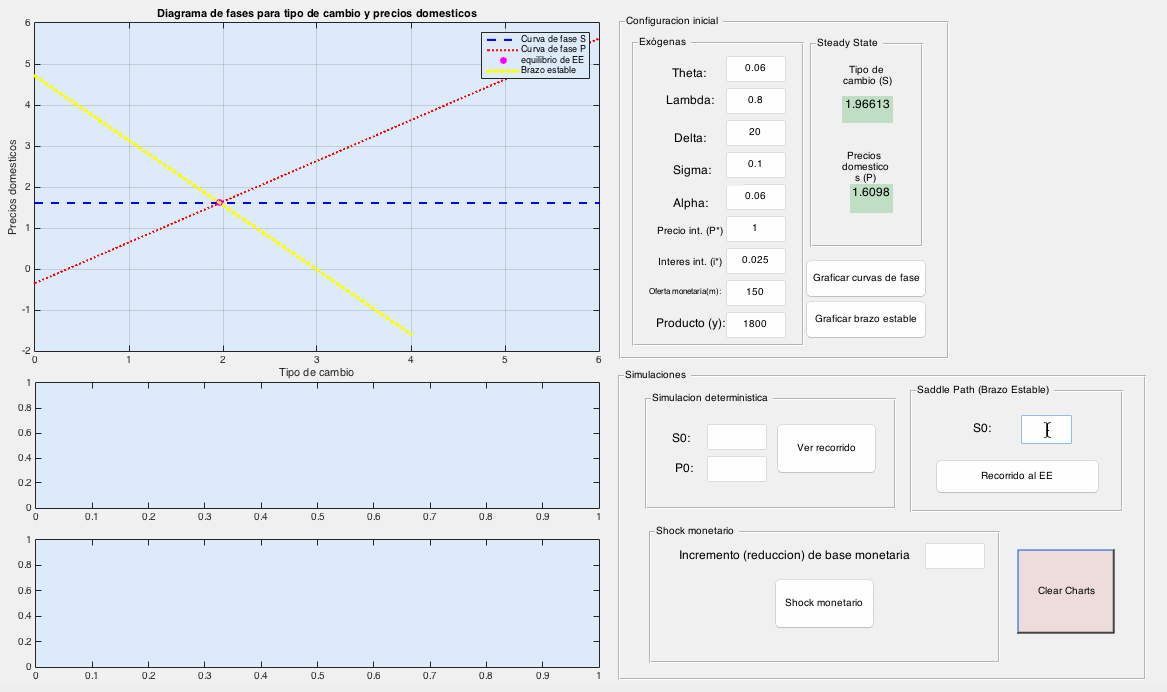 Diagrama de fases para tipo de cambio y precios domesticos
6
5
4
3
2
1
0
-1
-2
Precios domesticos
0
1
2
3
4
5
6
Tipo de cambio
Curva de fase S
Curva de fase P
equilibrio de EE
Brazo estable
1
0.8
0.6
0.4
0.2
0
0
0.1
0.2
0.3
0.4
0.5
0.6
0.7
0.8
0.9
1
1
0.8
0.6
0.4
0.2
0
0
0.1
0.2
0.3
0.4
0.5
0.6
0.7
0.8
0.9
1
Configuracion inicial
Exógenas
Theta: 0.06
Lambda: 0.8
Delta: 20
Sigma: 0.1
Alpha: 0.06
Precio int. (P*) 1
Interes int. (i*) 0.025
Oferta monetaria(m): 150
Producto (y): 1800
Steady State
Tipo de
cambio (S)
1.96613
Precios
domestico
s (P)
1.6098
Graficar curvas de fase
Graficar brazo estable
Simulaciones
Simulacion deterministica
S0:
P0:
Ver recorrido
Saddle Path (Brazo Estable)
S0:
Recorrido al EE
Shock monetario
Incremento (reduccion) de base monetaria
Shock monetario
Clear Charts